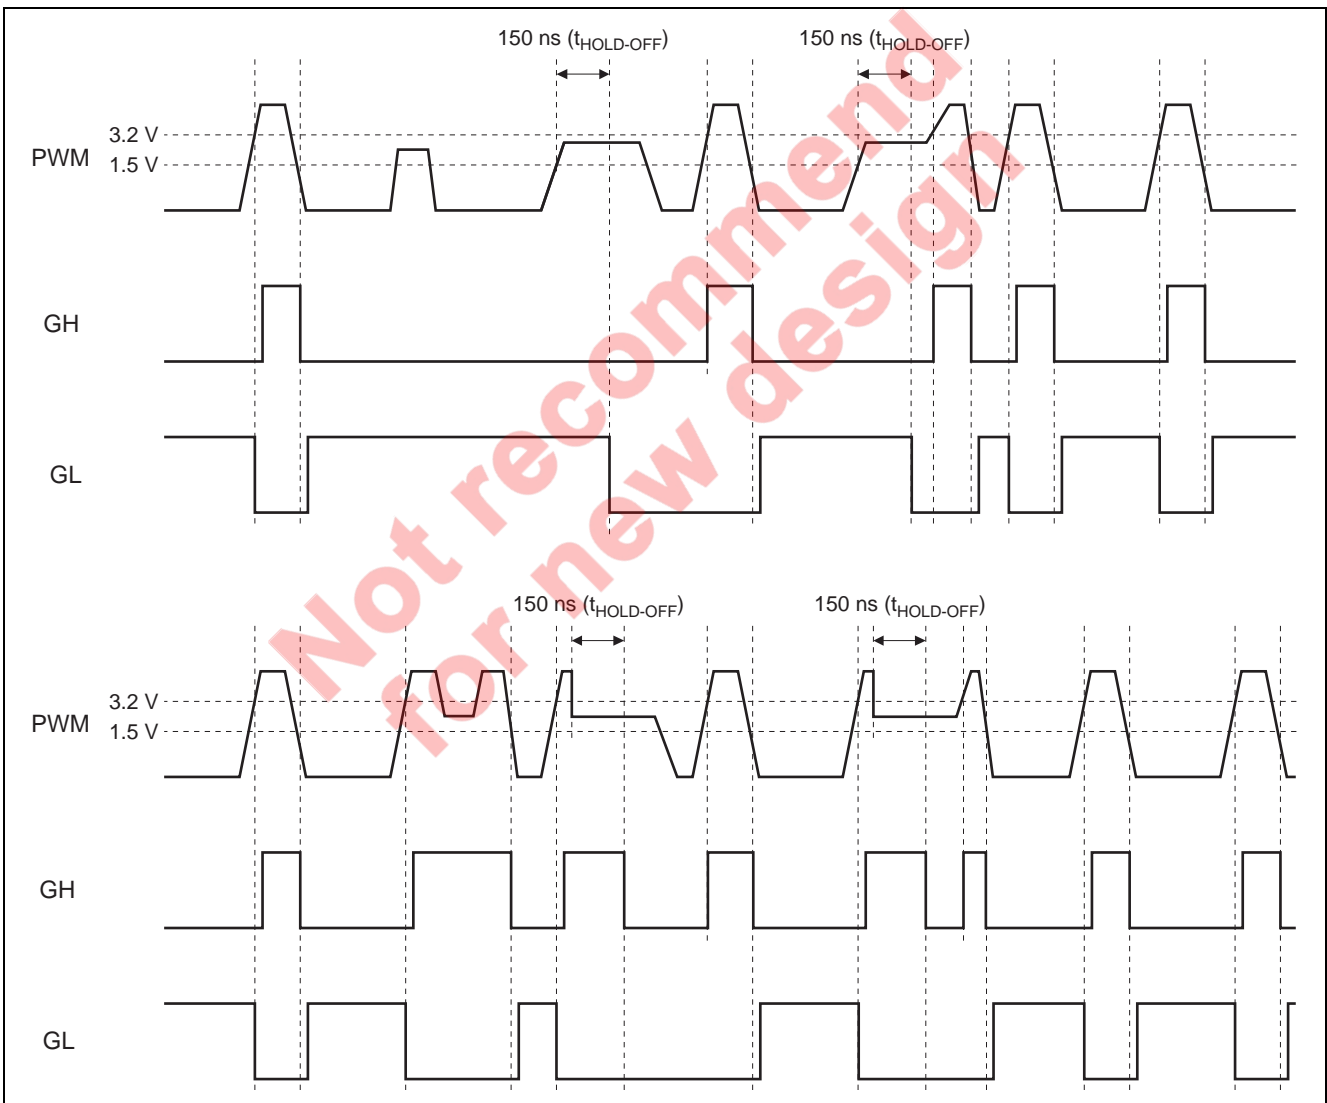 150 ns (tHOLD-OFF) 150 ns (tHOLD-OFF)
3.2 V
PWM 1.5 V
GH
GL
Not recommend
for new design
150 ns (tHOLD-OFF) 150 ns (tHOLD-OFF)
3.2 V
PWM 1.5 V
GH
GL